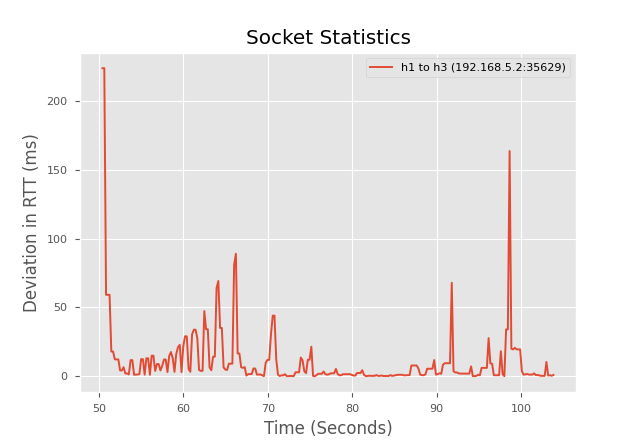 Socket Statistics
h1 to h3 (192.168.5.2:35629)
Deviation in RTT (ms)
200
150
100
50
0
50
60
70
80
90
100
Time (Seconds)